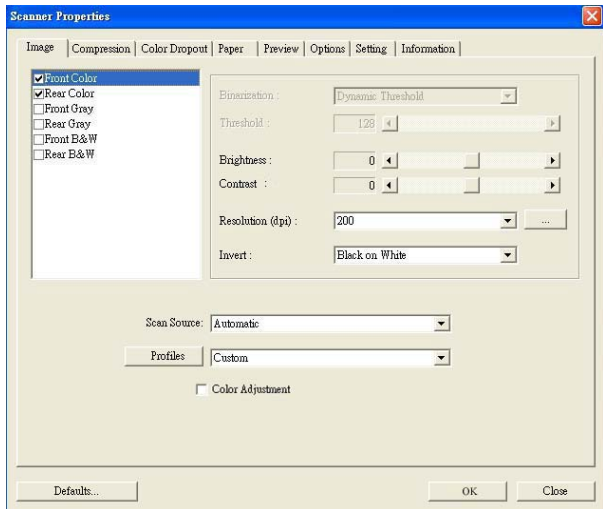 Scanner Properties
Image Compression Color Dropout Paper Preview Options Setting Information
Front Color
Rear Color
Front Gray
Rear Gray
Front B&W
Rear B&W
Binarization : Dynamic Threshold
Threshold : 128
Brightness : 0
Contrast : 0
Resolution (dpi) : 200 ...
Invert : Black on White
Scan Source: Automatic
Profiles Custom
Color Adjustment
Defaults... OK Close